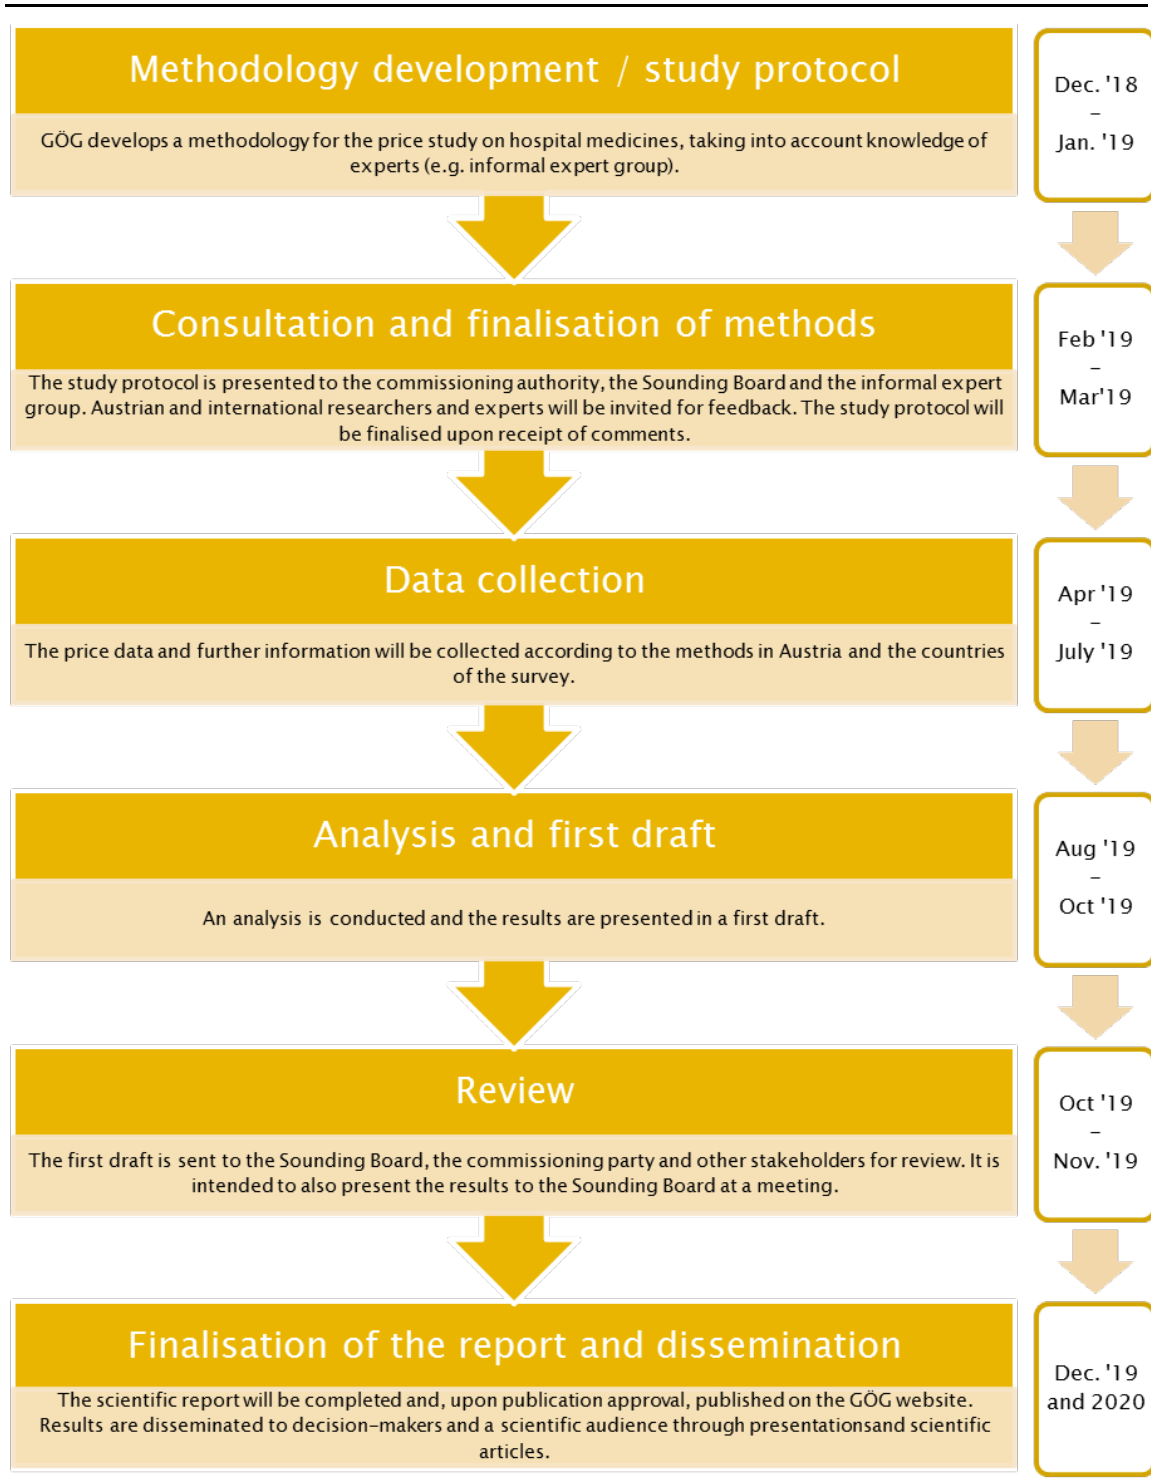 Methodology development / study protocol
GÖG develops a methodology for the price study on hospital medicines, taking into account knowledge of
experts (e.g. informal expert group).
Dec. '18
–
Jan. '19
Consultation and finalisation of methods
The study protocol is presented to the commissioning authority, the Sounding Board and the informal expert
group. Austrian and international researchers and experts will be invited for feedback. The study protocol will
be finalised upon receipt of comments.
Feb '19
–
Mar'19
Data collection
The price data and further information will be collected according to the methods in Austria and the countries
of the survey.
Apr '19
–
July '19
Analysis and first draft
An analysis is conducted and the results are presented in a first draft.
Aug '19
–
Oct '19
Review
The first draft is sent to the Sounding Board, the commissioning party and other stakeholders for review. It is
intended to also present the results to the Sounding Board at a meeting.
Oct '19
–
Nov. '19
Finalisation of the report and dissemination
The scientific report will be completed and, upon publication approval, published on the GÖG website.
Results are disseminated to decision-makers and a scientific audience through presentationsand scientific
articles.
Dec. '19
and 2020